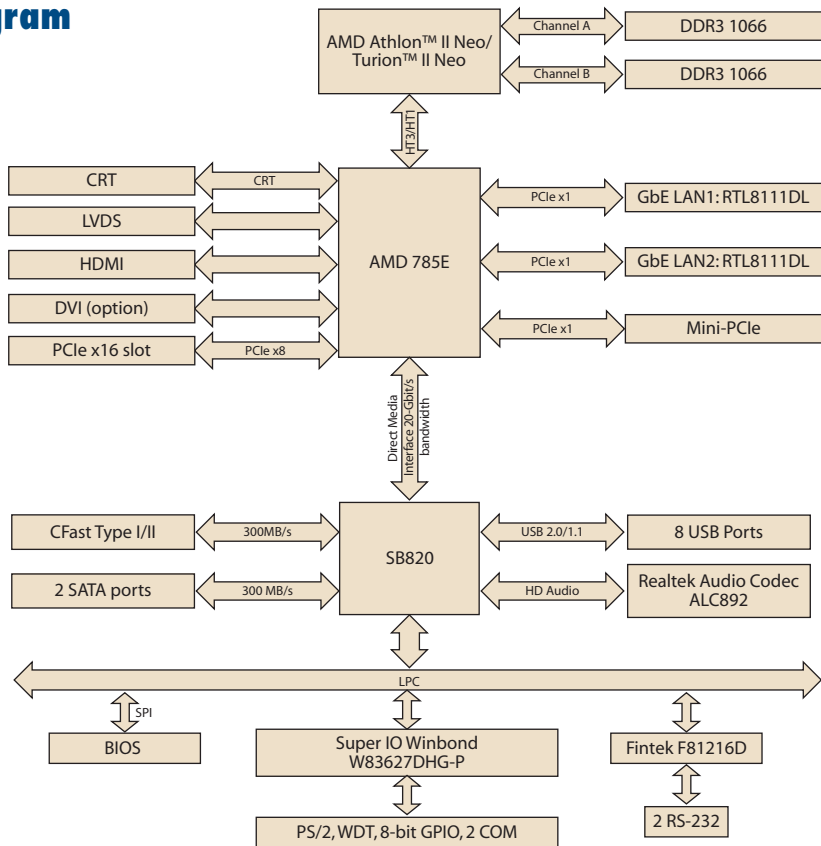 gram
AMD Athlon™ II Neo/
Turion™ II Neo
Channel A
DDR3 1066
Channel B
DDR3 1066
HT3/HT1
CRT
CRT
LVDS
HDMI
DVI (option)
PCIe x16 slot
PCIe x8
AMD 785E
PCIe x1
GbE LAN1: RTL8111DL
PCIe x1
GbE LAN2: RTL8111DL
PCIe x1
Mini-PCIe
Direct Media
Interface 20-Gbit/s
bandwidth
CFast Type I/II
300MB/s
2 SATA ports
300 MB/s
SB820
USB 2.0/1.1
8 USB Ports
HD Audio
Realtek Audio Codec
ALC892
LPC
SPI
BIOS
Super IO Winbond
W83627DHG-P
Fintek F81216D
PS/2, WDT, 8-bit GPIO, 2 COM
2 RS-232